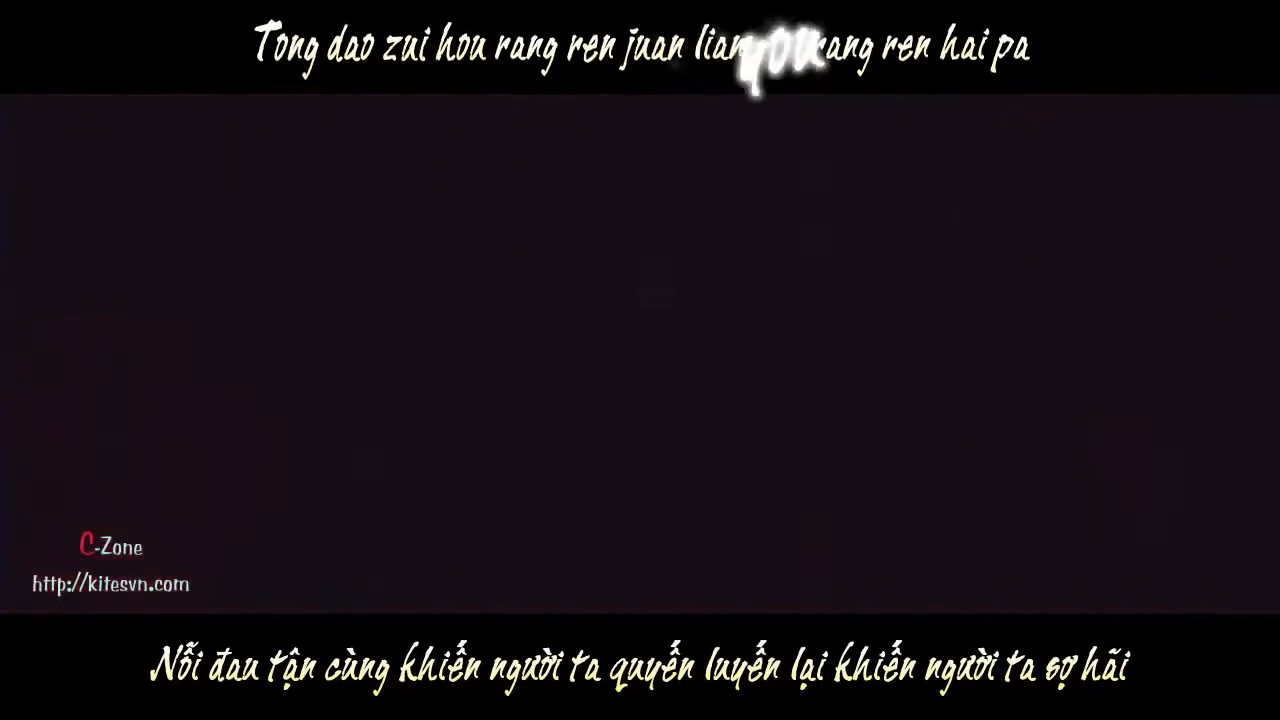 Tong dao zui hou rang ren juan lian you rang ren hai pa
C-Zone
http://kitesvn.com
Nỗi đau tận cùng khiến người ta quyến luyến lại khiến người ta sợ hãi